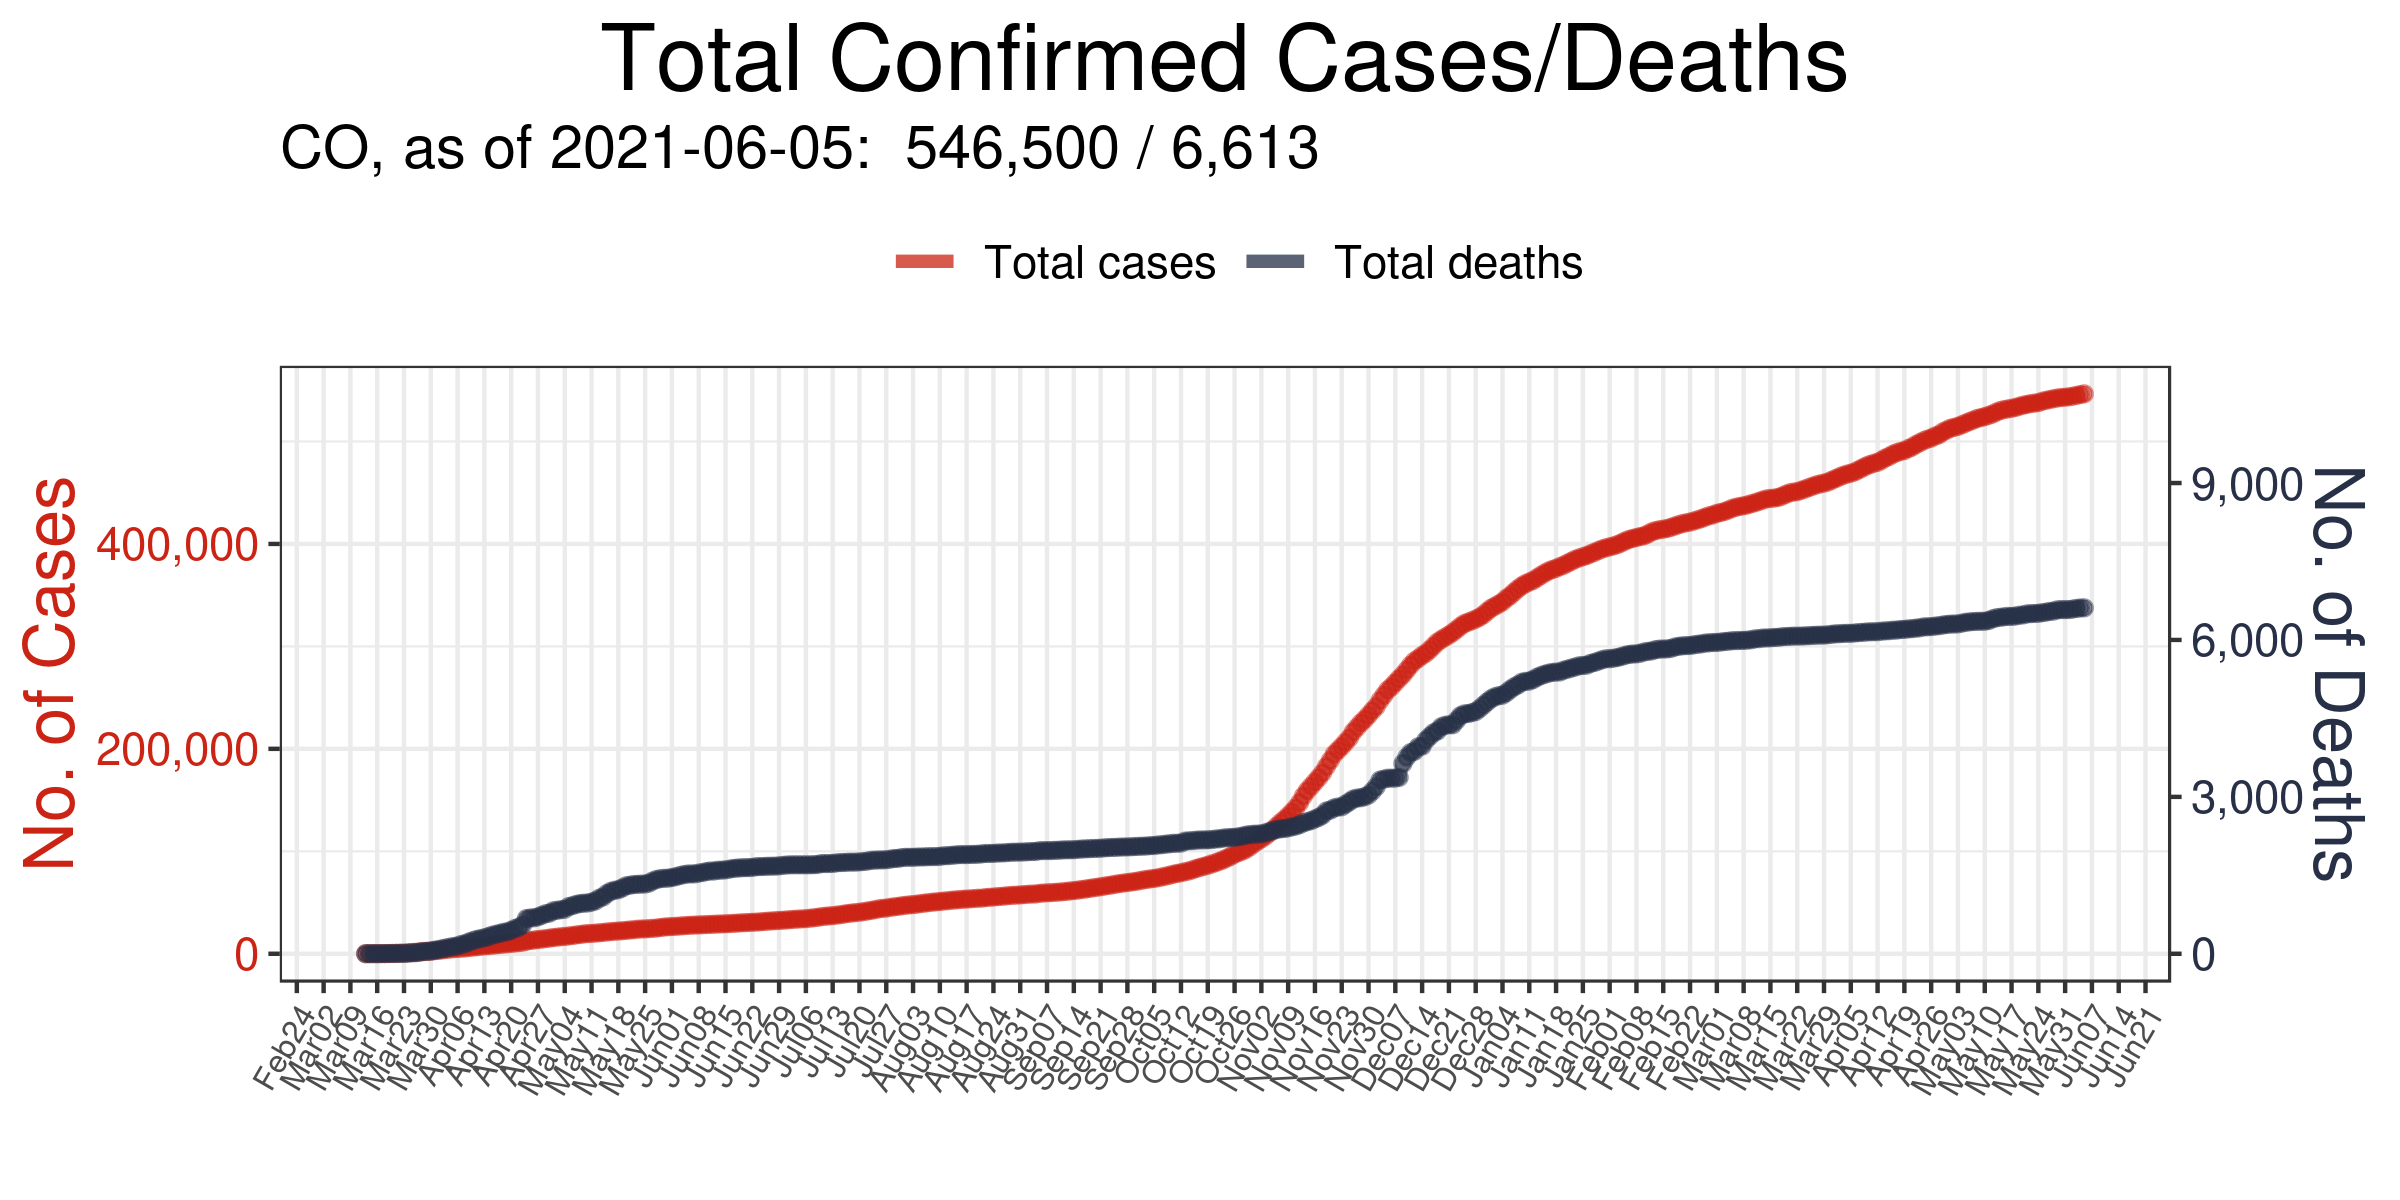 Total Confirmed Cases/Deaths
CO, as of 2021-06-05:  546,500 / 6,613
Total cases
Total deaths
No. of Cases
400,000
200,000
0
9,000
6,000
3,000
0
No. of Deaths
Feb24
Mar02
Mar09
Mar16
Mar23
Mar30
Apr06
Apr13
Apr20
Apr27
May04
May11
May18
May25
Jun01
Jun08
Jun15
Jun22
Jun29
Jul06
Jul13
Jul20
Jul27
Aug03
Aug10
Aug17
Aug24
Aug31
Sep07
Sep14
Sep21
Sep28
Oct05
Oct12
Oct19
Oct26
Nov02
Nov09
Nov16
Nov23
Nov30
Dec07
Dec14
Dec21
Dec28
Jan04
Jan11
Jan18
Jan25
Feb01
Feb08
Feb15
Feb22
Mar01
Mar08
Mar15
Mar22
Mar29
Apr05
Apr12
Apr19
Apr26
May03
May10
May17
May24
May31
Jun07
Jun14
Jun21